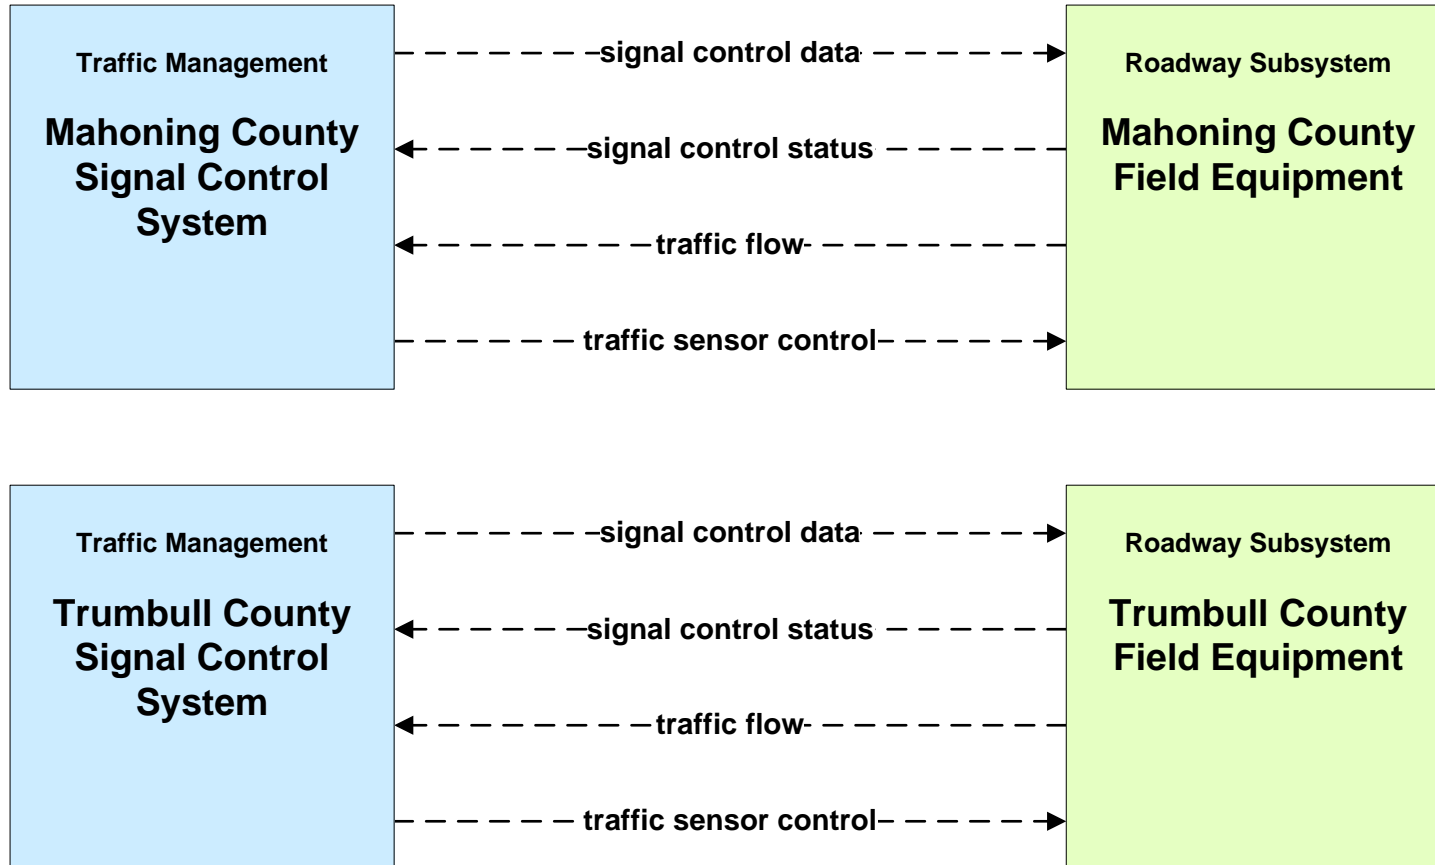 Traffic Management
Mahoning County
Signal Control
System
signal control data
signal control status
traffic flow
traffic sensor control
Roadway Subsystem
Mahoning County
Field Equipment
Traffic Management
Trumbull County
Signal Control
System
signal control data
signal control status
traffic flow
traffic sensor control
Roadway Subsystem
Trumbull County
Field Equipment